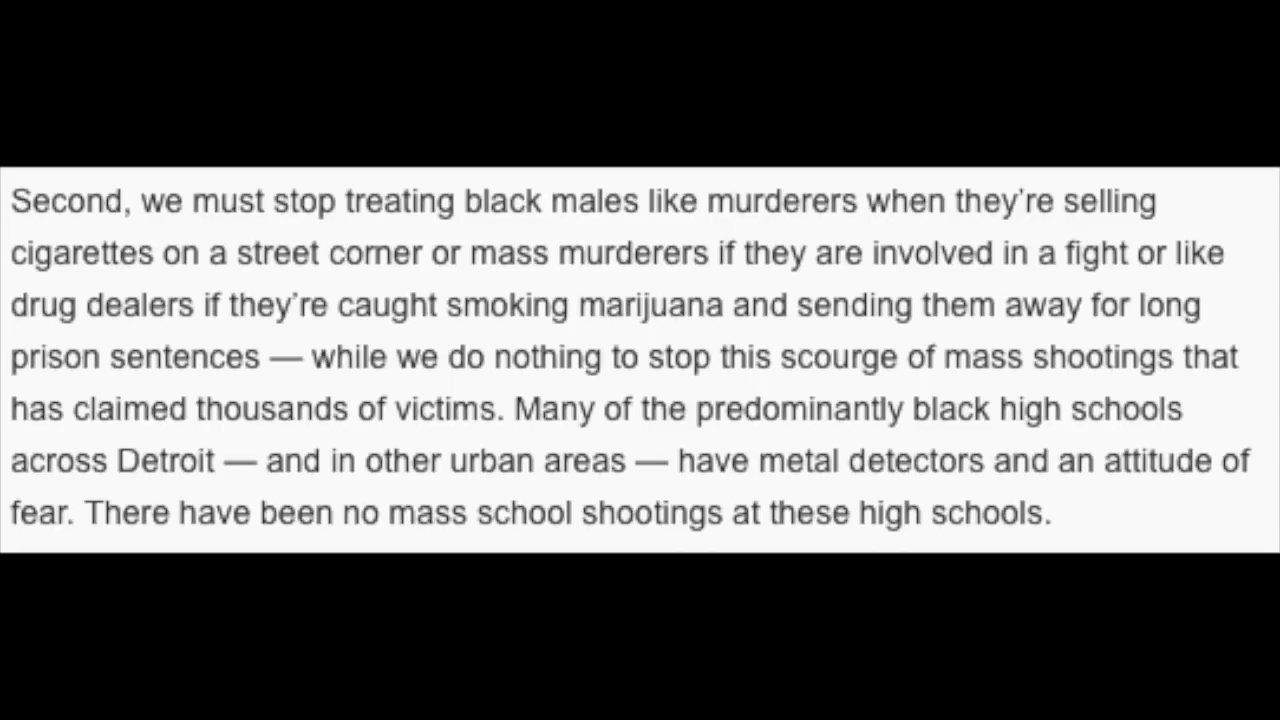 Second, we must stop treating black males like murderers when they’re selling
cigarettes on a street corner or mass murderers if they are involved in a fight or like
drug dealers if they’re caught smoking marijuana and sending them away for long
prison sentences — while we do nothing to stop this scourge of mass shootings that
has claimed thousands of victims. Many of the predominantly black high schools
across Detroit — and in other urban areas — have metal detectors and an attitude of
fear. There have been no mass school shootings at these high schools.